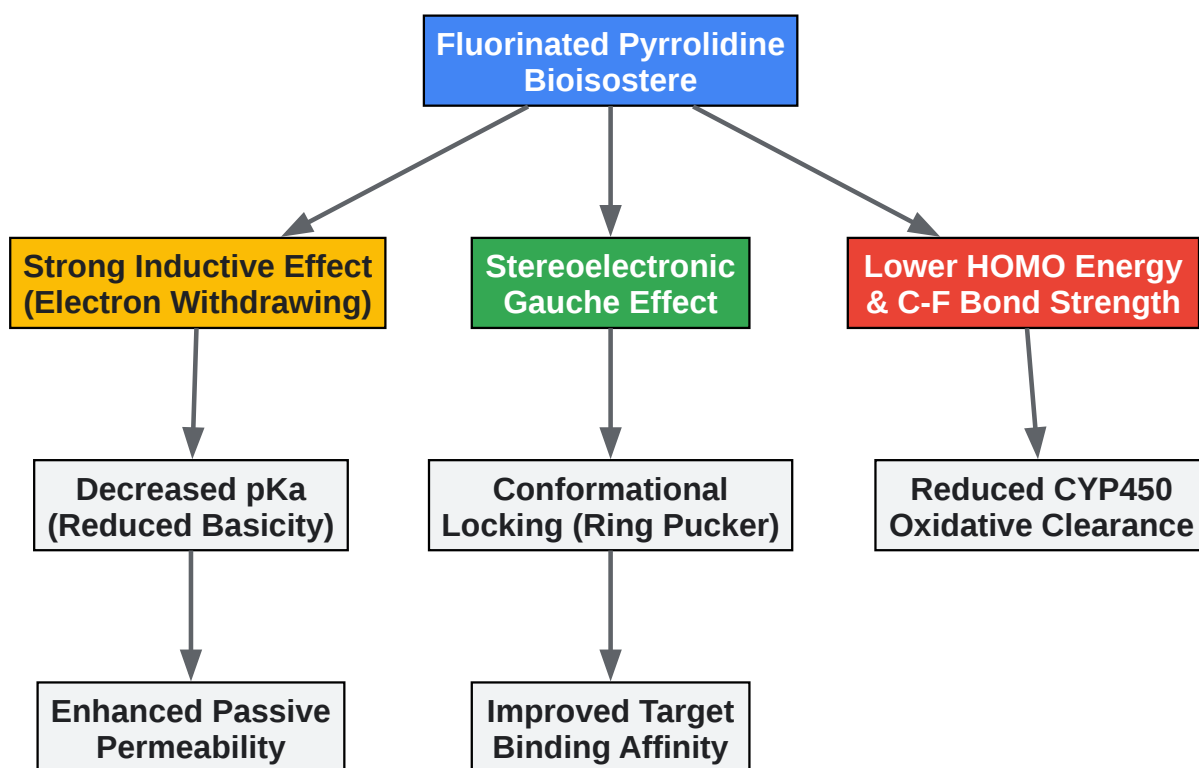 Fluorinated Pyrrolidine
Bioisostere
Strong Inductive Effect
(Electron Withdrawing)
Stereoelectronic
Gauche Effect
Lower HOMO Energy
& C-F Bond Strength
Decreased pKa
(Reduced Basicity)
Conformational
Locking (Ring Pucker)
Reduced CYP450
Oxidative Clearance
Enhanced Passive
Permeability
Improved Target
Binding Affinity